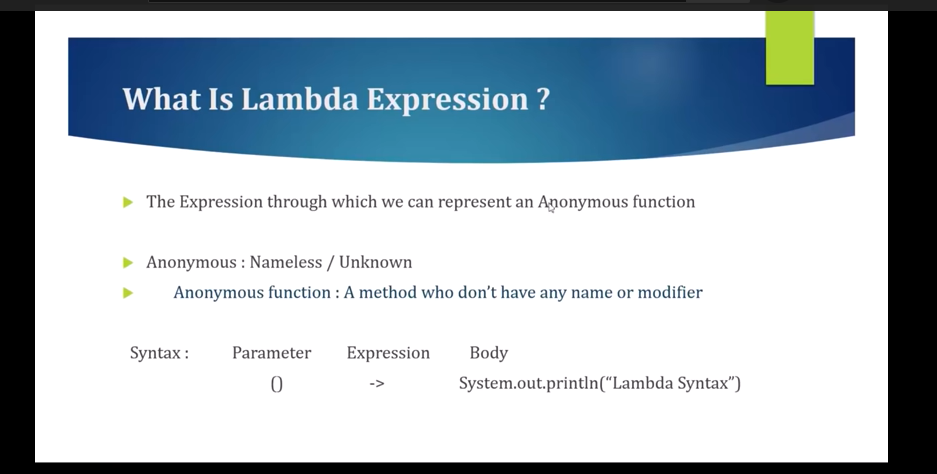 What Is Lambda Expression ?
The Expression through which we can represent an Anonymous function
Anonymous : Nameless / Unknown
Anonymous function : A method who don't have any name or modifier
Syntax : Parameter Expression Body
() -> System.out.println(“Lambda Syntax”)